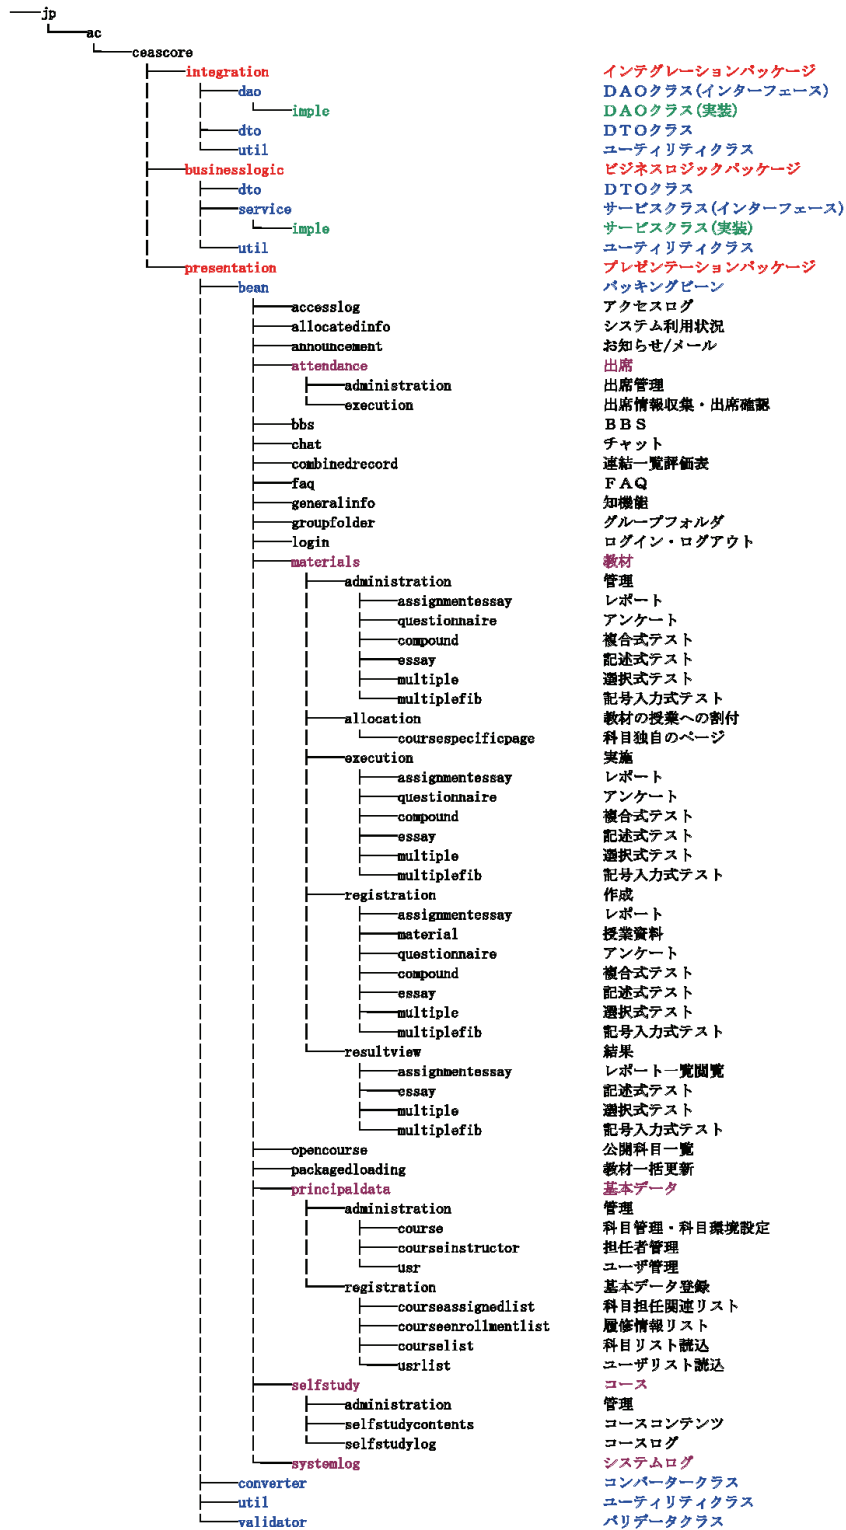 jp
ac
ceascore
integration インテグレーションパッケージ
dao ＤＡＯクラス(インターフェース)
imple ＤＡＯクラス(実装)
dto ＤＴＯクラス
util ユーティリティクラス
businesslogic ビジネスロジックパッケージ
dto ＤＴＯクラス
service サービスクラス(インターフェース)
imple サービスクラス(実装)
util ユーティリティクラス
presentation プレゼンテーションパッケージ
bean バッキングビーン
accesslog アクセスログ
allocatedinfo システム利用状況
announcement お知らせ/メール
attendance 出席
administration 出席管理
execution 出席情報収集・出席確認
bbs ＢＢＳ
chat チャット
combinedrecord 連結一覧評価表
faq ＦＡＱ
generalinfo 知機能
groupfolder グループフォルダ
login ログイン・ログアウト
materials 教材
administration 管理
assignmentessay レポート
questionnaire アンケート
compound 複合式テスト
essay 記述式テスト
multiple 選択式テスト
multiplefib 記号入力式テスト
allocation 教材の授業への割付
coursespecificpage 科目独自のページ
execution 実施
assignmentessay レポート
questionnaire アンケート
compound 複合式テスト
essay 記述式テスト
multiple 選択式テスト
multiplefib 記号入力式テスト
registration 作成
assignmentessay レポート
material 授業資料
questionnaire アンケート
compound 複合式テスト
essay 記述式テスト
multiple 選択式テスト
multiplefib 記号入力式テスト
resultview 結果
assignmentessay レポート一覧閲覧
essay 記述式テスト
multiple 選択式テスト
multiplefib 記号入力式テスト
opencourse 公開科目一覧
packagedloading 教材一括更新
principaldata 基本データ
administration 管理
course 科目管理・科目環境設定
courseinstructor 担任者管理
usr ユーザ管理
registration 基本データ登録
courseassignedlist 科目担任関連リスト
courseenrollmentlist 履修情報リスト
courselist 科目リスト読込
usrlist ユーザリスト読込
selfstudy コース
administration 管理
selfstudycontents コースコンテンツ
selfstudylog コースログ
systemlog システムログ
converter コンバータークラス
util ユーティリティクラス
validator バリデータクラス